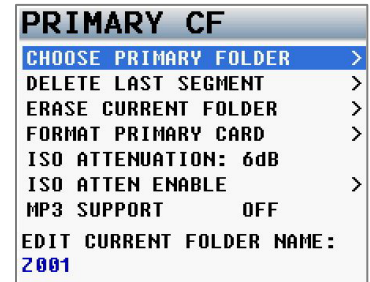 PRIMARY CF
CHOOSE PRIMARY FOLDER >
DELETE LAST SEGMENT >
ERASE CURRENT FOLDER >
FORMAT PRIMARY CARD >
ISO ATTENUATION: 6dB
ISO ATTEN ENABLE >
MP3 SUPPORT OFF
EDIT CURRENT FOLDER NAME:
Z001